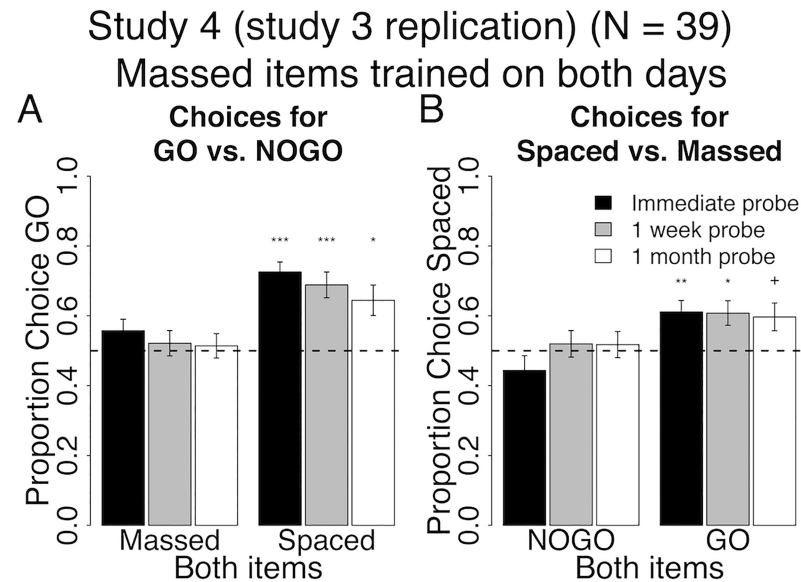 Study 4 (study 3 replication) (N = 39)
Massed items trained on both days
A
Choices for
GO vs. NOGO
Proportion Choice GO
1.0
0.8
0.6
0.4
0.2
0.0
***
***
*
Massed
Spaced
Both items
B
Choices for
Spaced vs. Massed
Proportion Choice Spaced
1.0
0.8
0.6
0.4
0.2
0.0
Immediate probe
1 week probe
1 month probe
**
*
+
NOGO
GO
Both items